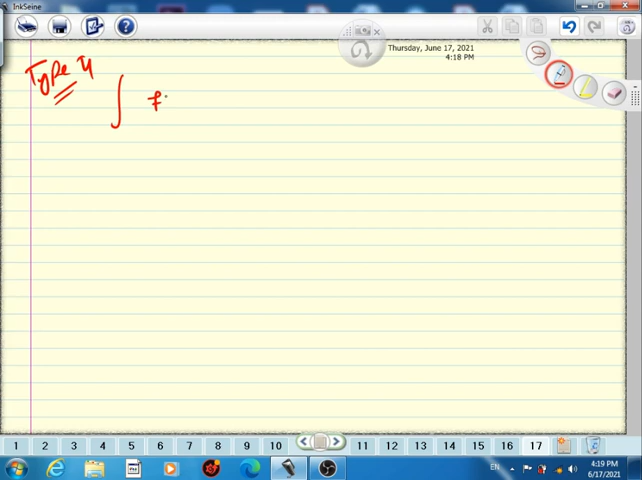 InkSeine
Thursday, June 17, 2021
4:18 PM
Type 4
∫ f
1 2 3 4 5 6 7 8 9 10 11 12 13 14 15 16 17
EN
4:19 PM
6/17/2021